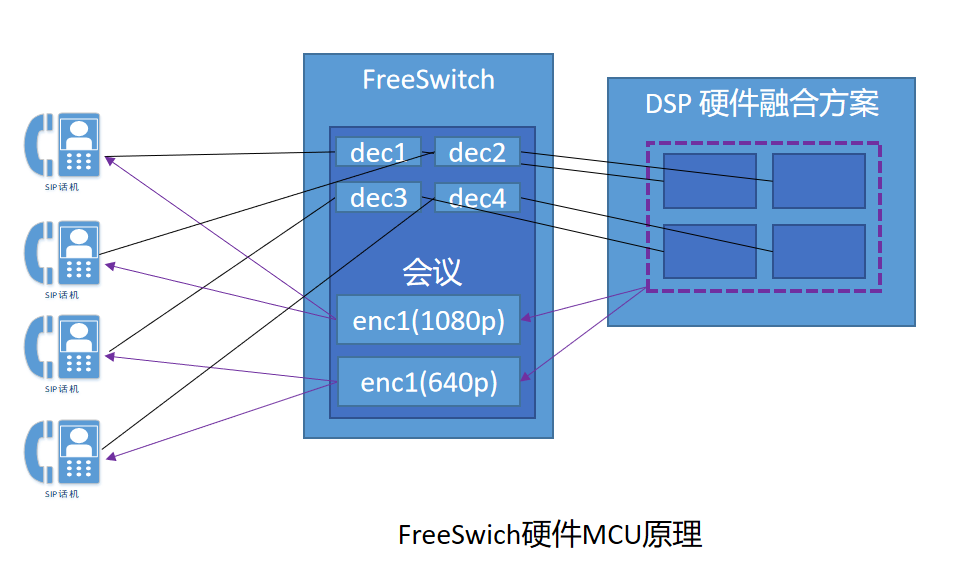 FreeSwitch
DSP 硬件融合方案
dec1
dec2
dec3
dec4
会议
enc1(1080p)
enc1(640p)
SIP话机
SIP话机
SIP话机
SIP话机
FreeSwich硬件MCU原理